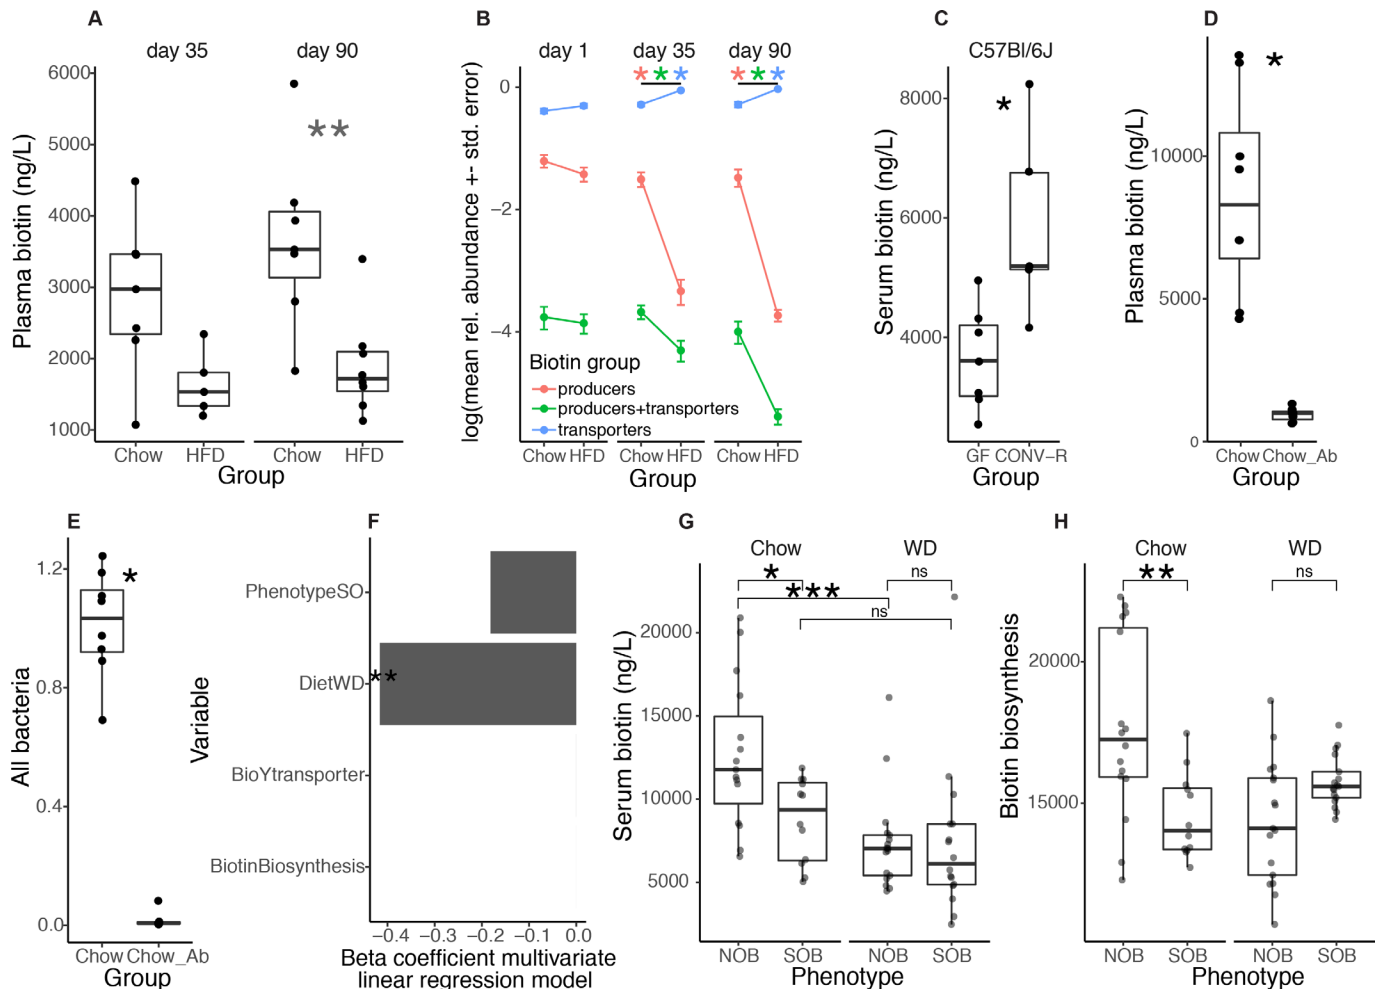 A
day 35
day 90
**
Plasma biotin (ng/L)
6000
5000
4000
3000
2000
1000
Chow
HFD
Chow
HFD
Group
B
day 1
day 35
day 90
* * *
* * *
log(mean rel. abundance +- std. error)
0
−2
−4
Biotin group
producers
producers+transporters
transporters
Chow HFD
Chow HFD
Chow HFD
Group
C
C57Bl/6J
*
Serum biotin (ng/L)
8000
6000
4000
GF CONV−R
Group
D
*
Plasma biotin (ng/L)
10000
5000
0
Chow Chow_Ab
Group
E
*
All bacteria
1.2
0.8
0.4
0.0
Chow Chow_Ab
Group
F
Variable
PhenotypeSO
DietWD
**
BioYtransporter
BiotinBiosynthesis
−0.4 −0.3 −0.2 −0.1 0.0
Beta coefficient multivariate
linear regression model
G
Chow
WD
*
ns
***
ns
Serum biotin (ng/L)
20000
15000
10000
5000
NOB
SOB
NOB
SOB
Phenotype
H
Chow
WD
**
ns
Biotin biosynthesis
20000
15000
NOB
SOB
NOB
SOB
Phenotype